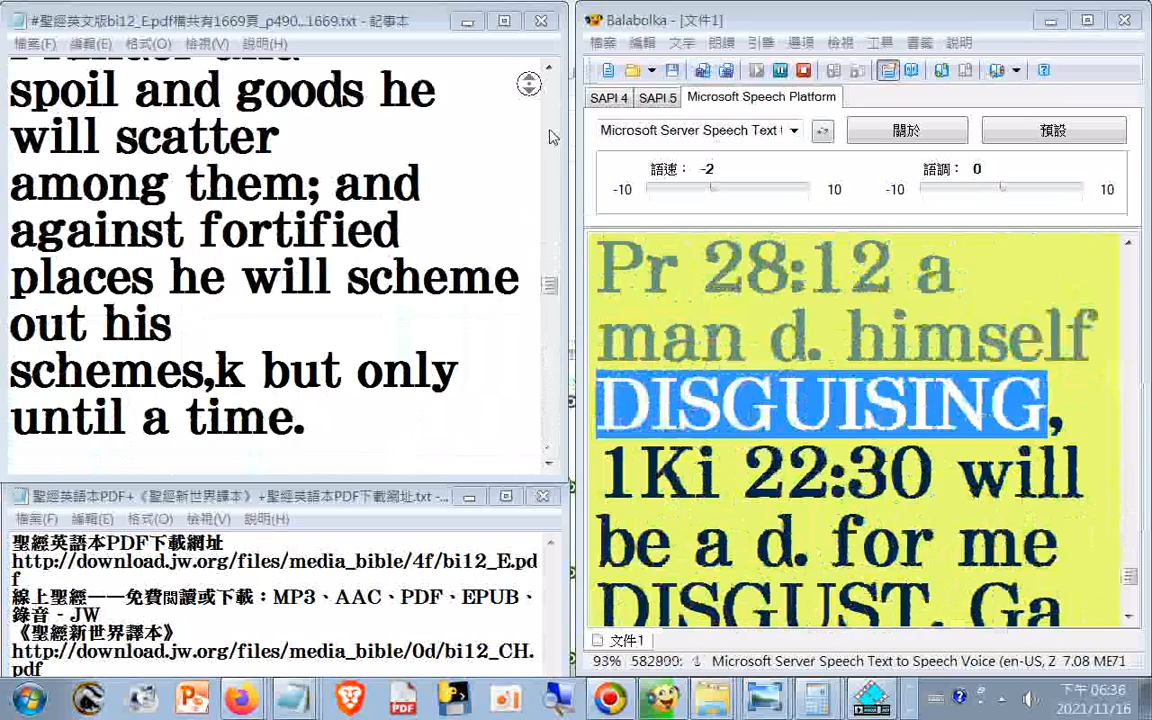 #聖經英文版bi12_E.pdf檔共有1669頁_p490...1669.txt - 記事本
檔案(F) 編輯(E) 格式(O) 檢視(V) 說明(H)
spoil and goods he
will scatter
among them; and
against fortified
places he will scheme
out his
schemes,k but only
until a time.
聖經英語本PDF+《聖經新世界譯本》+聖經英語本PDF下載網址.txt -...
檔案(F) 編輯(E) 格式(O) 檢視(V) 說明(H)
聖經英語本PDF下載網址
http://download.jw.org/files/media_bible/4f/bi12_E.pd
f
線上聖經——免費閱讀或下載：MP3、AAC、PDF、EPUB、
錄音 - JW
《聖經新世界譯本》
http://download.jw.org/files/media_bible/0d/bi12_CH.
pdf
Balabolka - [文件1]
檔案 編輯 文字 朗讀 引擎 選項 檢視 工具 書籤 說明
SAPI 4 SAPI 5 Microsoft Speech Platform
Microsoft Server Speech Text 關於 預設
語速： -2 語調： 0
-10 10 -10 10
Pr 28:12 a
man d. himself
DISGUISING,
1Ki 22:30 will
be a d. for me
DISGUST, Ga
文件1
93% Microsoft Server Speech Text to Speech Voice (en-US, Z 7.08 ME
下午 06:36
2021/11/16